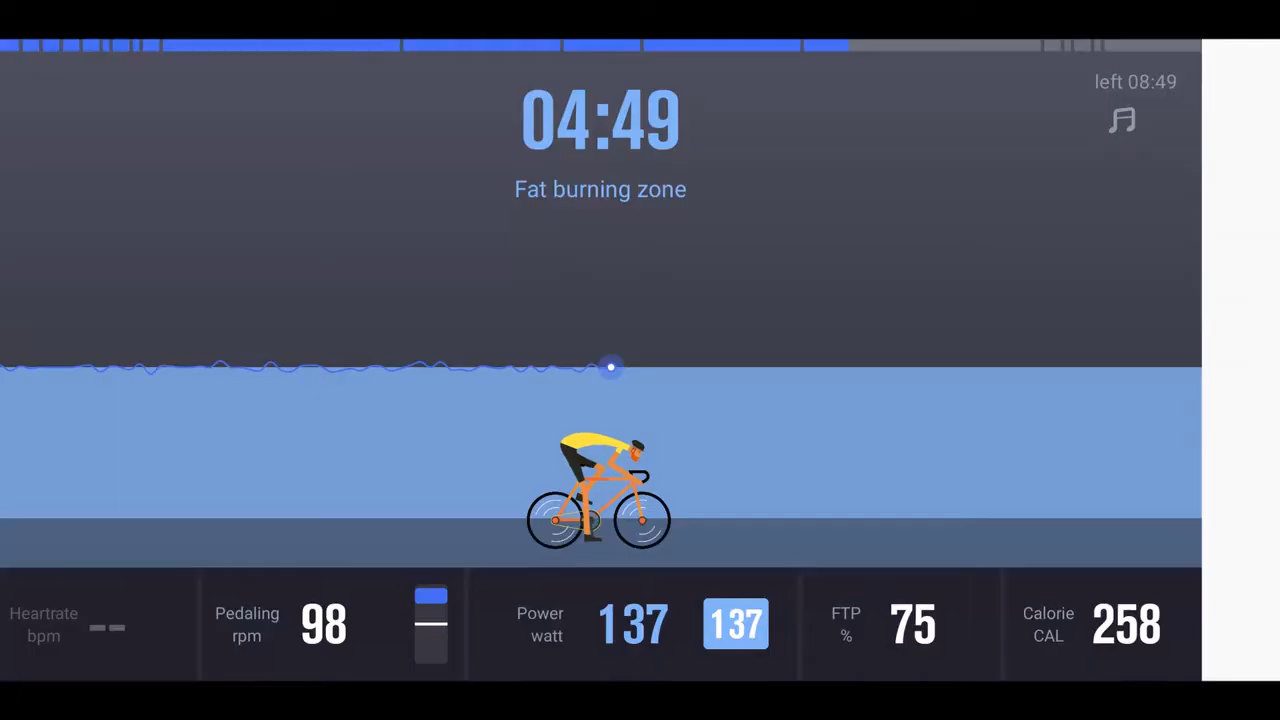 left 08:49
04:49
Fat burning zone
Heartrate bpm --
Pedaling rpm 98
Power watt 137 137
FTP % 75
Calorie CAL 258